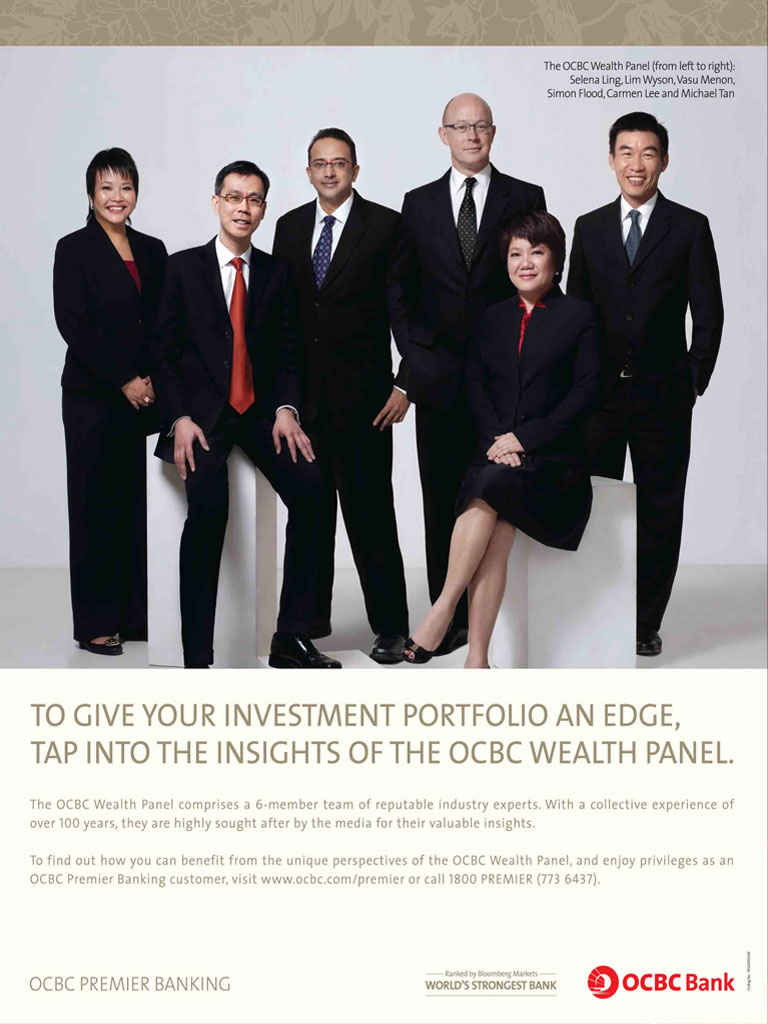 The OCBC Wealth Panel (from left to right):
Selena Ling, Lim Wyson, Vasu Menon,
Simon Flood, Carmen Lee and Michael Tan
TO GIVE YOUR INVESTMENT PORTFOLIO AN EDGE,
TAP INTO THE INSIGHTS OF THE OCBC WEALTH PANEL.
The OCBC Wealth Panel comprises a 6-member team of reputable industry experts. With a collective experience of
over 100 years, they are highly sought after by the media for their valuable insights.
To find out how you can benefit from the unique perspectives of the OCBC Wealth Panel, and enjoy privileges as an
OCBC Premier Banking customer, visit www.ocbc.com/premier or call 1800 PREMIER (773 6437).
OCBC PREMIER BANKING
Ranked by Bloomberg Markets
WORLD'S STRONGEST BANK
OCBC Bank